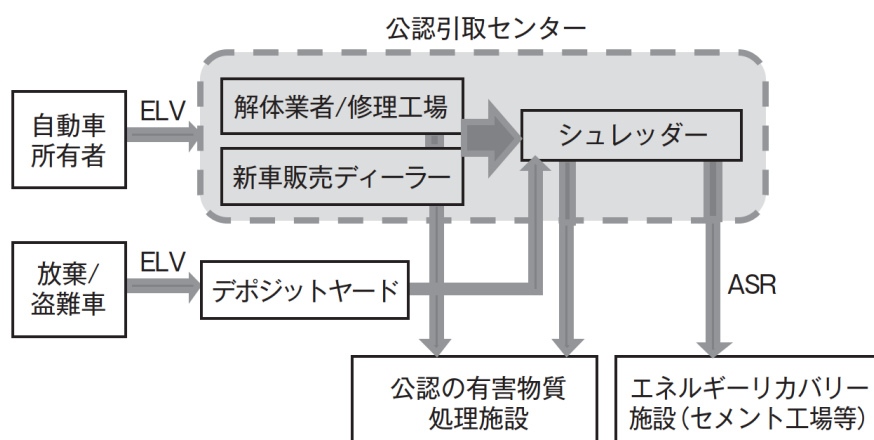 公認引取センター
自動車
所有者
ELV
解体業者/修理工場
新車販売ディーラー
シュレッダー
放棄/
盗難車
ELV
デポジットヤード
ASR
公認の有害物質
処理施設
エネルギーリカバリー
施設(セメント工場等)